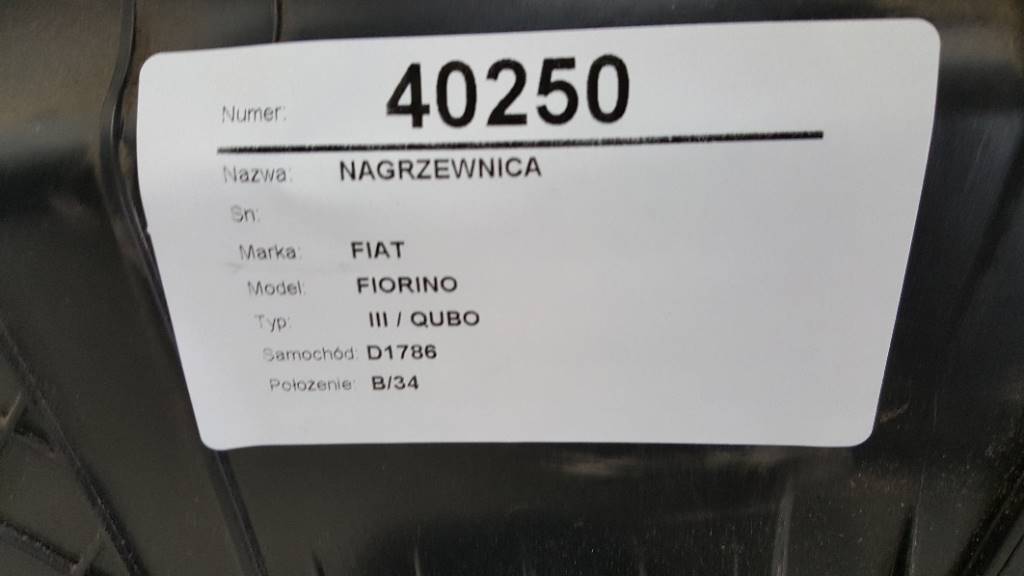 Numer: 40250
Nazwa: NAGRZEWNICA
Sn:
Marka: FIAT
Model: FIORINO
Typ: III / QUBO
Samochód: D1786
Położenie: B/34